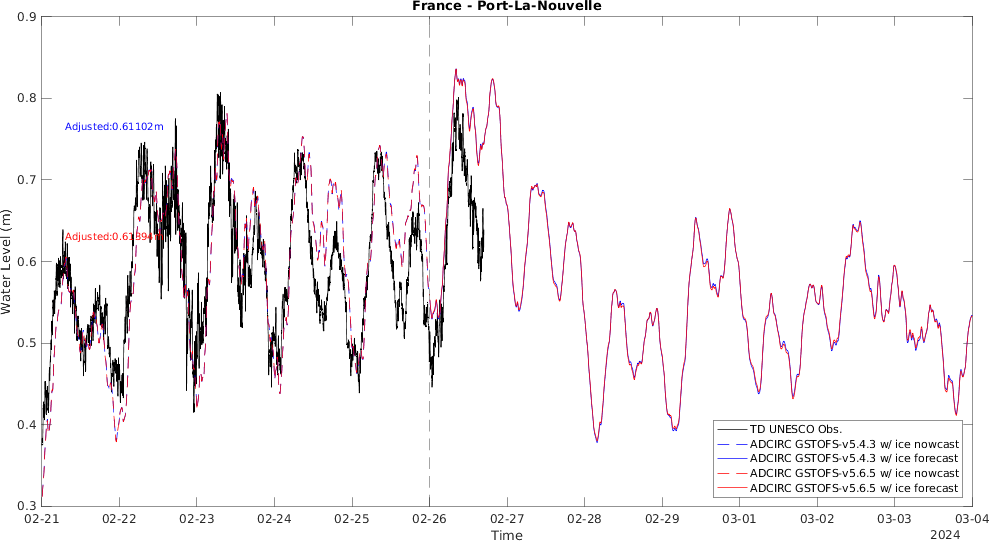 France - Port-La-Nouvelle
0.9
0.8
0.7
0.6
0.5
0.4
0.3
Water Level (m)
Adjusted:0.61102m
02-21
02-22
02-23
02-24
02-25
02-26
02-27
02-28
02-29
03-01
03-02
03-03
03-04
2024
Time
TD UNESCO Obs.
ADCIRC GSTOFS-v5.4.3 w/ ice nowcast
ADCIRC GSTOFS-v5.4.3 w/ ice forecast
ADCIRC GSTOFS-v5.6.5 w/ ice nowcast
ADCIRC GSTOFS-v5.6.5 w/ ice forecast